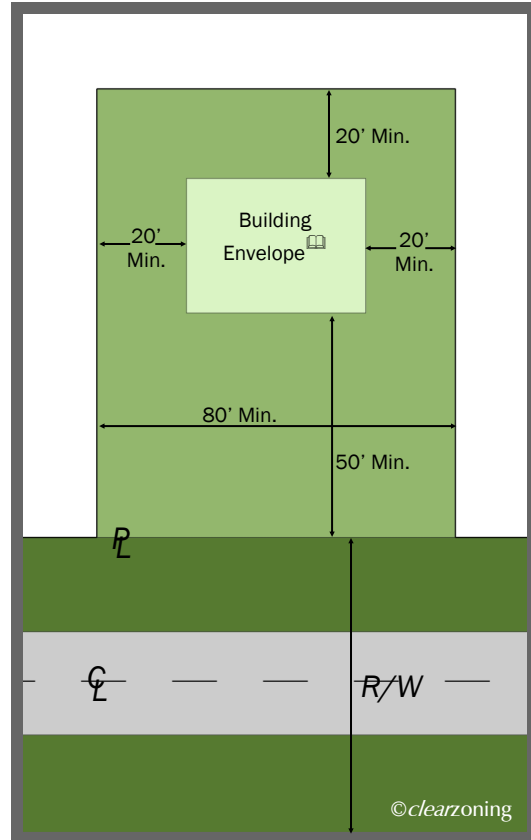 20’ Min.
Building
Envelope
20’
Min.
20’
Min.
80’ Min.
50’ Min.
PL
CL
R/W
©clearzoning